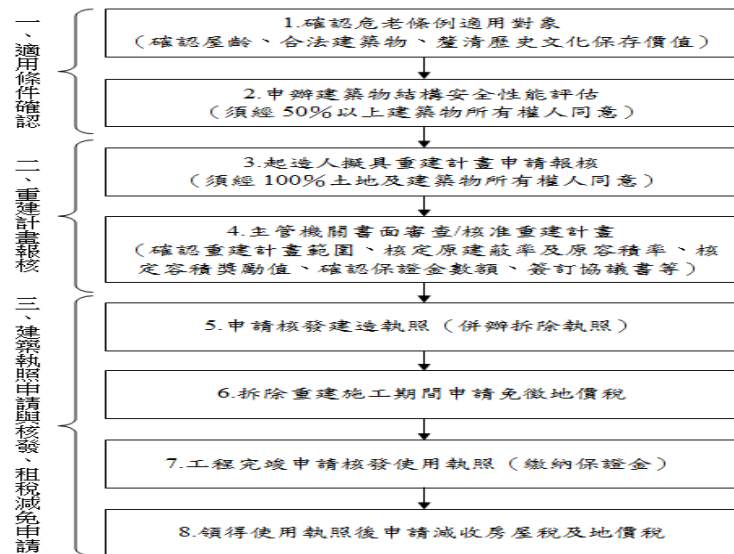 一、適用條件確認
1.確認危老條例適用對象
（確認屋齡、合法建築物、釐清歷史文化保存價值）
2.申辦建築物結構安全性能評估
（須經50%以上建築物所有權人同意）
二、重建計畫報核
3.起造人擬具重建計畫申請報核
（須經100%土地及建築物所有權人同意）
4.主管機關書面審查/核准重建計畫
（確認重建計畫範圍、核定原建蔽率及原容積率、核
定容積獎勵值、確認保證金數額、簽訂協議書等）
三、建築執照申請與核發、租稅減免申請
5.申請核發建造執照（併辦拆除執照）
6.拆除重建施工期間申請免徵地價稅
7.工程完竣申請核發使用執照（繳納保證金）
8.領得使用執照後申請減收房屋稅及地價稅